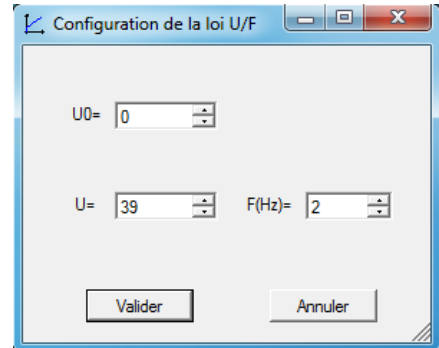 Configuration de la loi U/F
U0= 0
U= 39 F(Hz)= 2
Valider Annuler